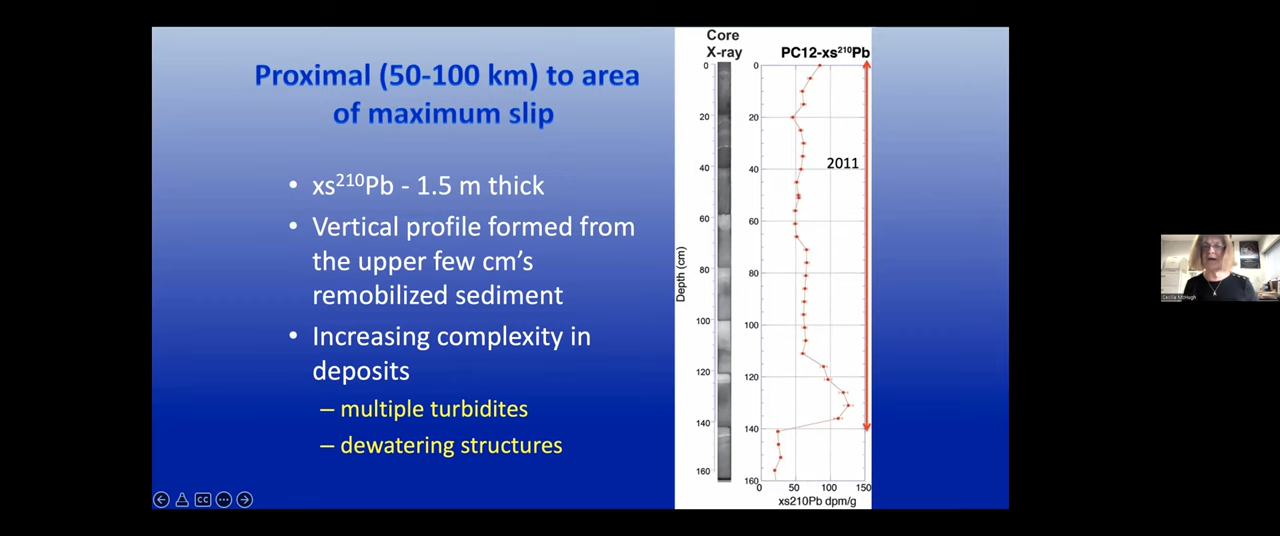 Proximal (50-100 km) to area
of maximum slip
• xs²¹⁰Pb - 1.5 m thick
• Vertical profile formed from
the upper few cm’s
remobilized sediment
• Increasing complexity in
deposits
– multiple turbidites
– dewatering structures
Core
X-ray
PC12-xs²¹⁰Pb
0
20
40
60
80
100
120
140
160
Depth (cm)
0
20
40
60
80
100
120
140
160
2011
0 50 100 150
xs210Pb dpm/g
CC
Cecilia McHugh